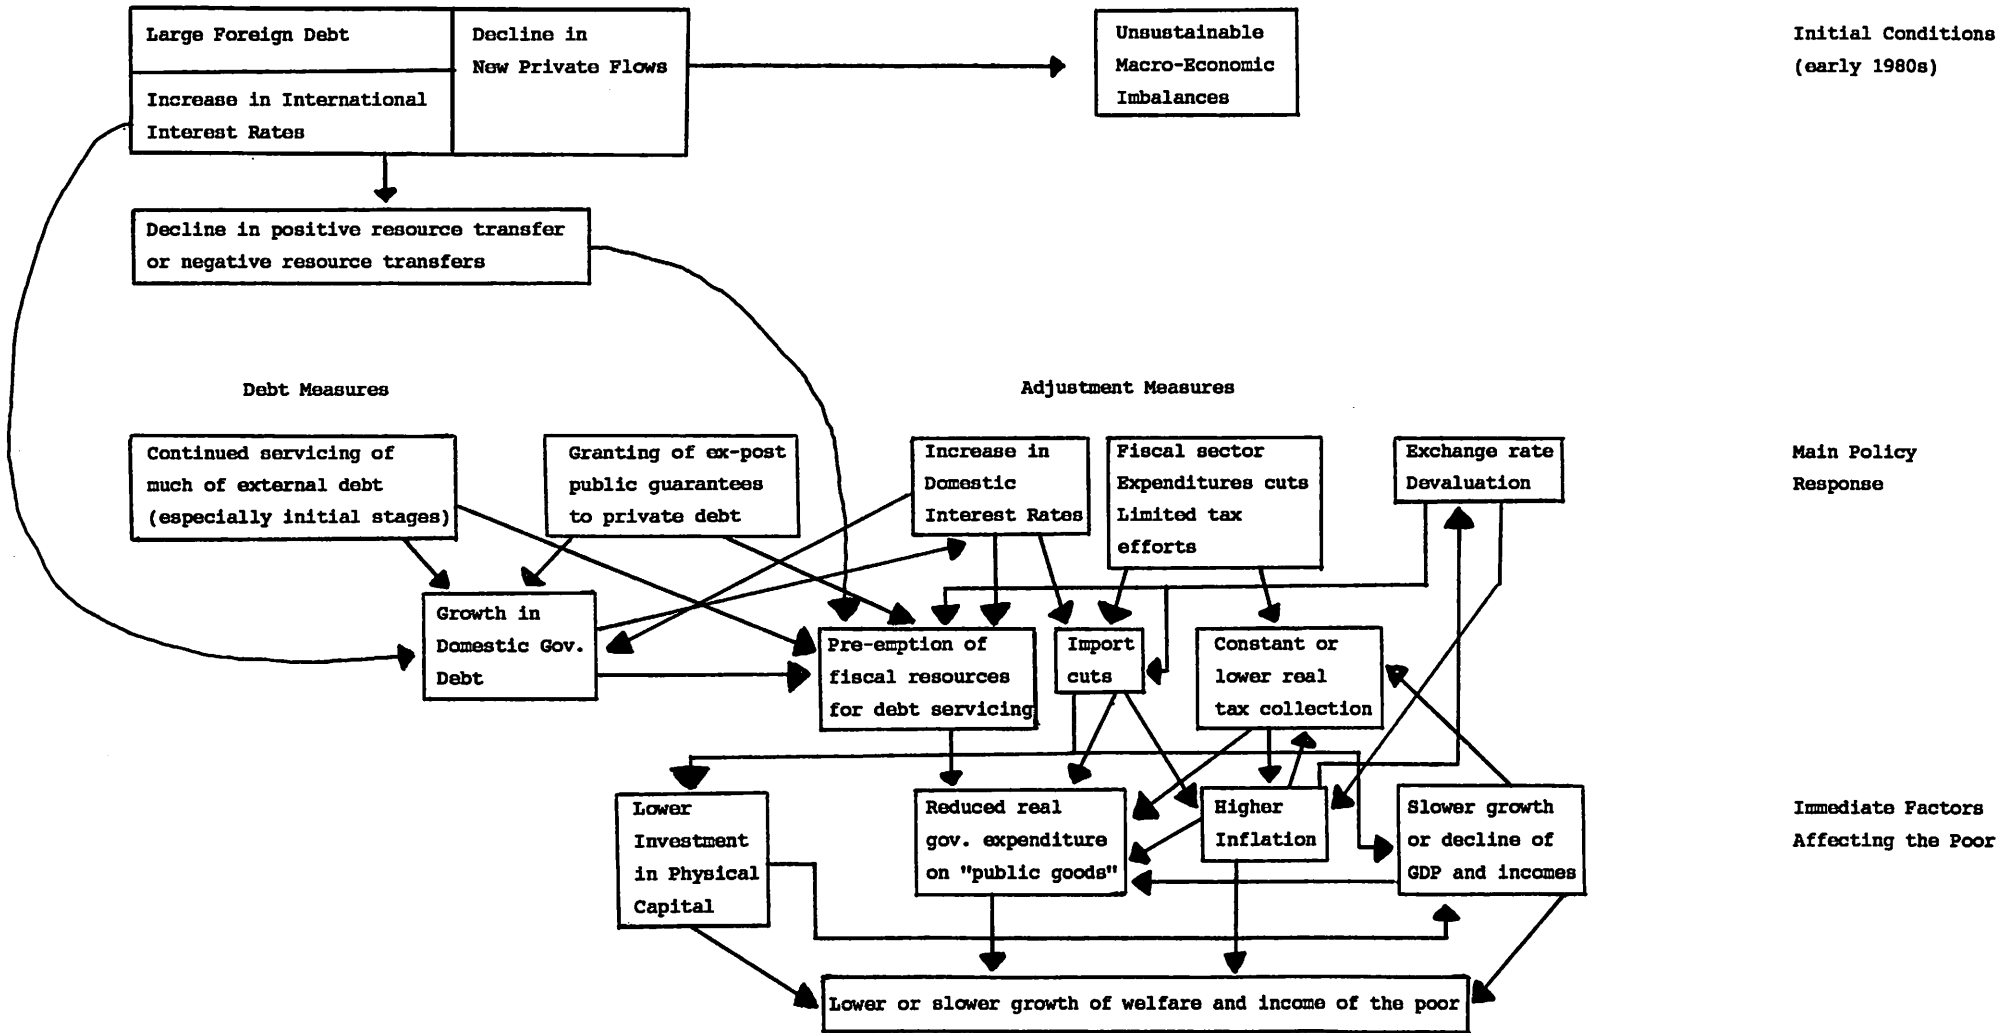 Large Foreign Debt
Increase in International
Interest Rates
Decline in
New Private Flows
Unsustainable
Macro-Economic
Imbalances
Initial Conditions
(early 1980s)
Decline in positive resource transfer
or negative resource transfers
Debt Measures
Adjustment Measures
Continued servicing of
much of external debt
(especially initial stages)
Granting of ex-post
public guarantees
to private debt
Increase in
Domestic
Interest Rates
Fiscal sector
Expenditures cuts
Limited tax
efforts
Exchange rate
Devaluation
Main Policy
Response
Growth in
Domestic Gov.
Debt
Pre-emption of
fiscal resources
for debt servicing
Import
cuts
Constant or
lower real
tax collection
Lower
Investment
in Physical
Capital
Reduced real
gov. expenditure
on "public goods"
Higher
Inflation
Slower growth
or decline of
GDP and incomes
Immediate Factors
Affecting the Poor
Lower or slower growth of welfare and income of the poor